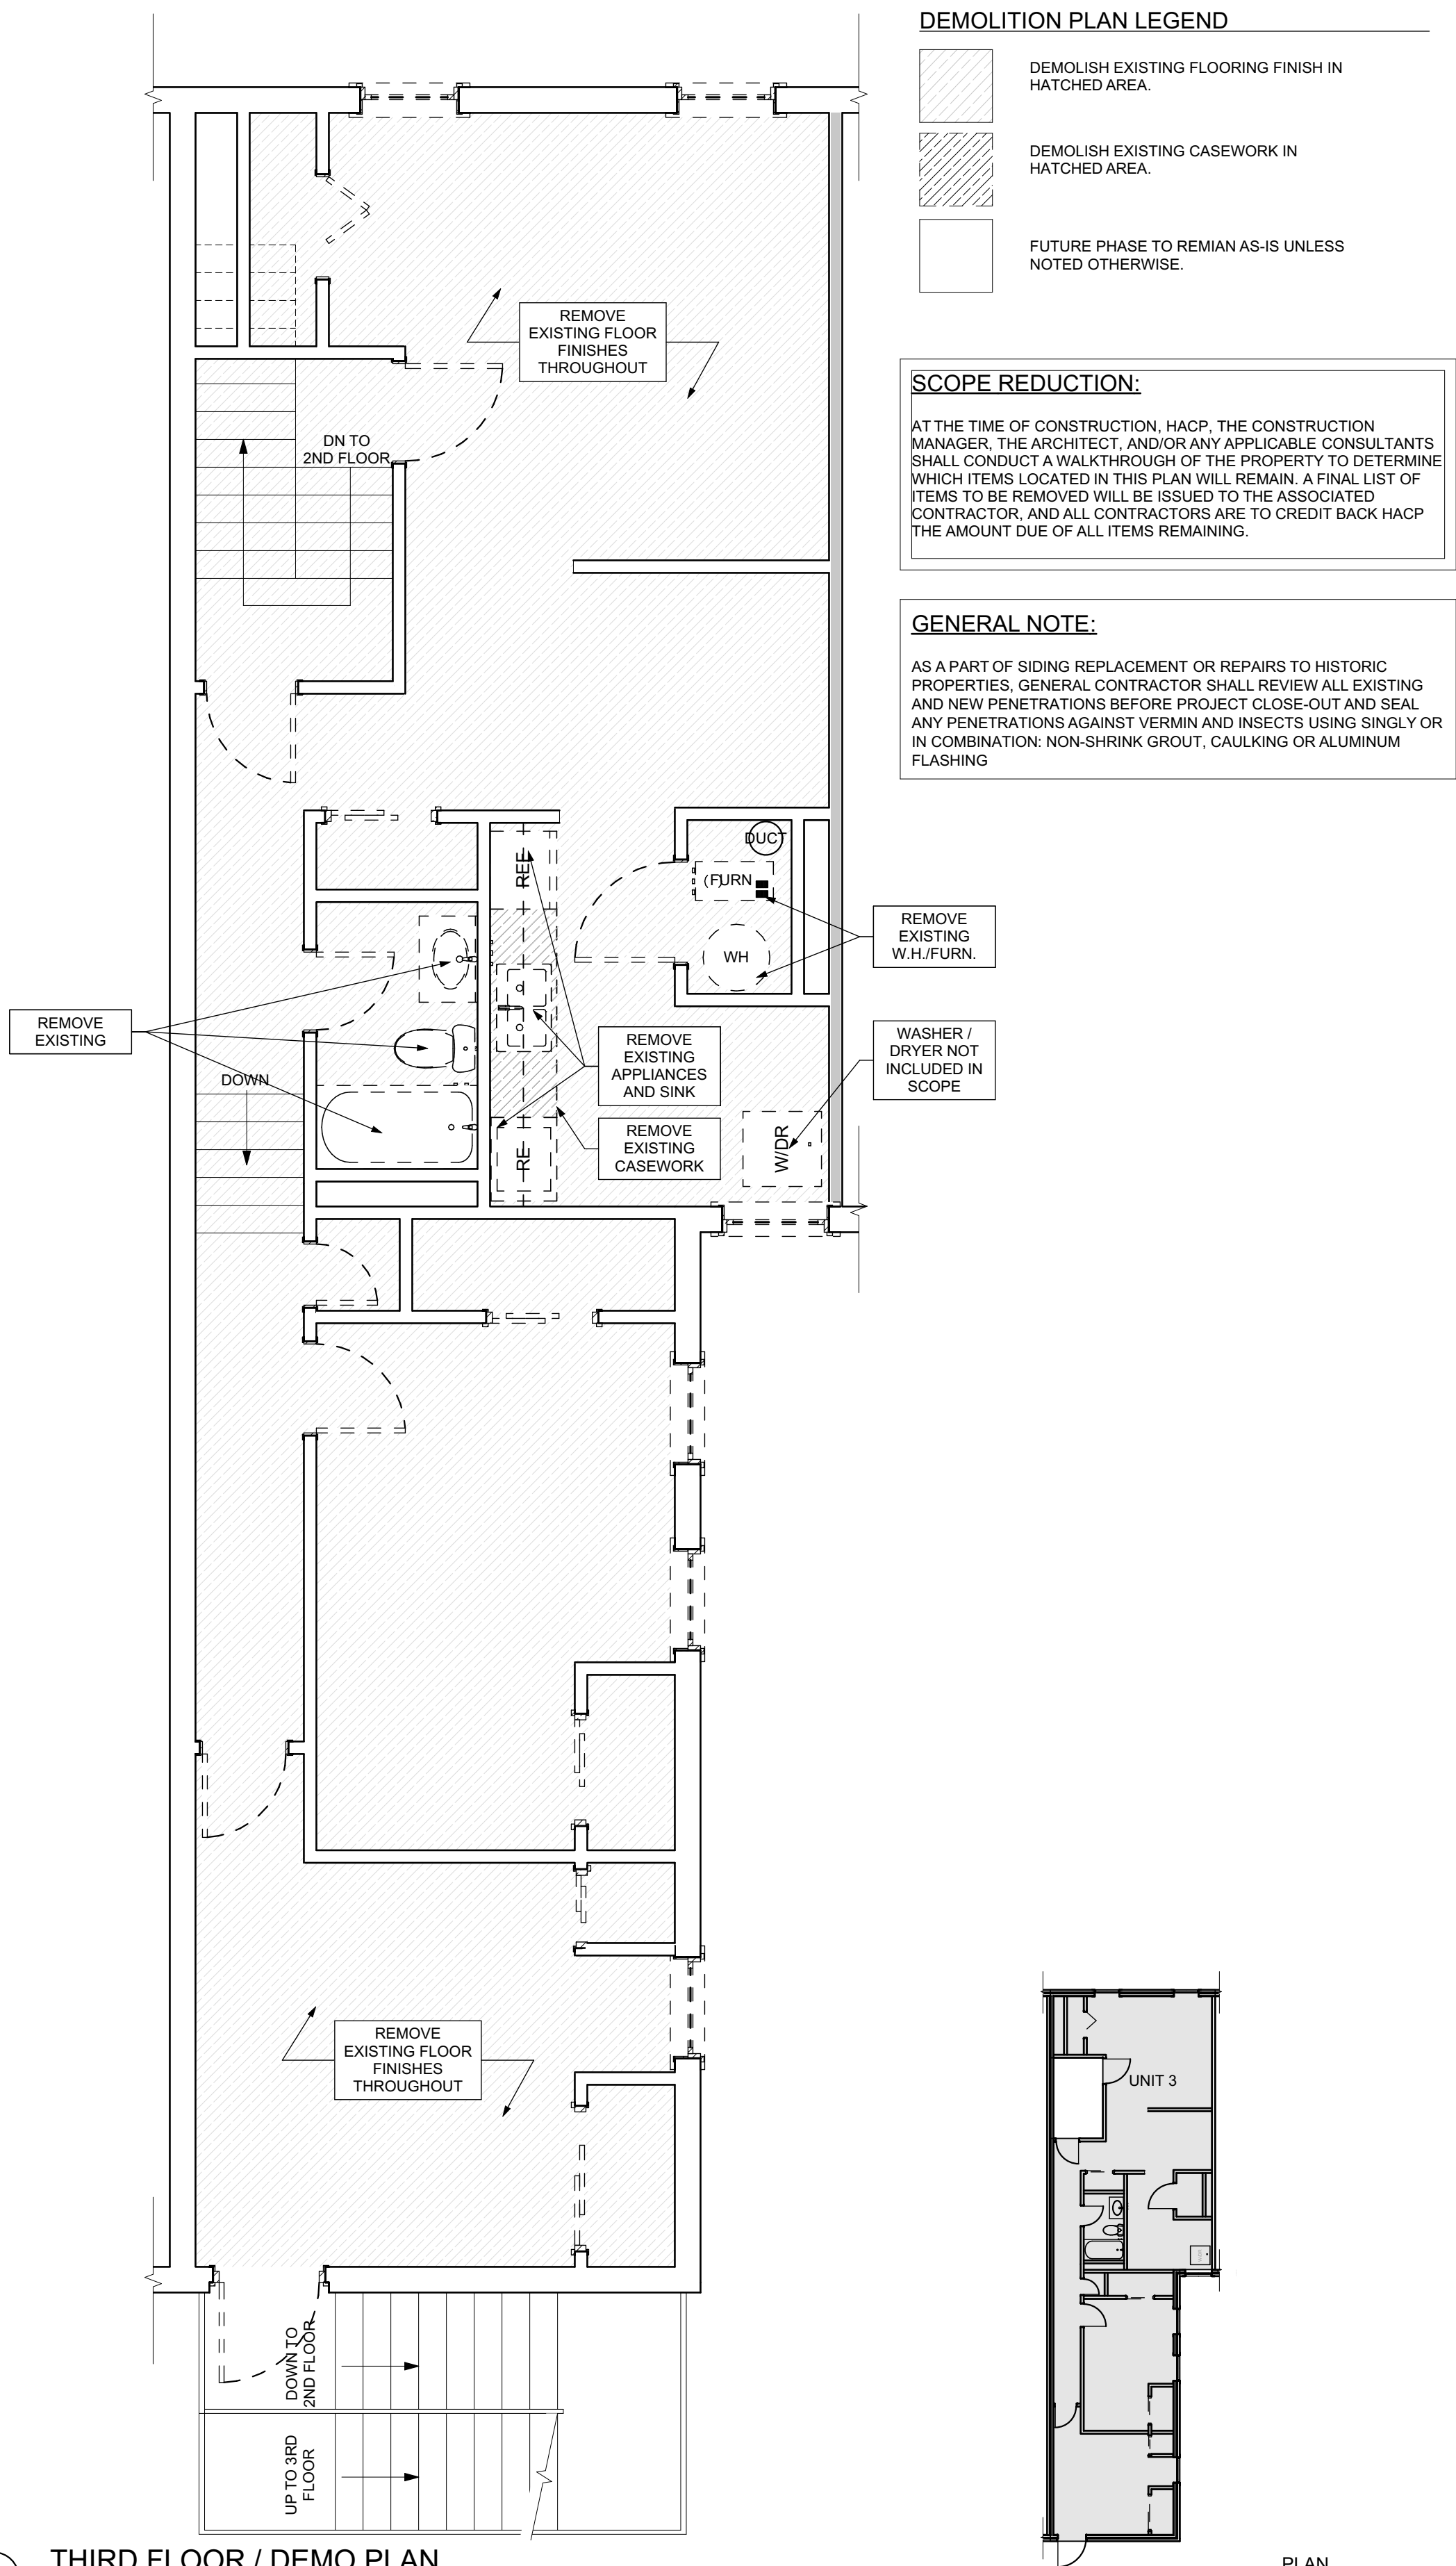 DEMOLITION PLAN LEGEND
DEMOLISH EXISTING FLOORING FINISH IN
HATCHED AREA.
DEMOLISH EXISTING CASEWORK IN
HATCHED AREA.
FUTURE PHASE TO REMIAN AS-IS UNLESS
NOTED OTHERWISE.
SCOPE REDUCTION:
AT THE TIME OF CONSTRUCTION, HACP, THE CONSTRUCTION
MANAGER, THE ARCHITECT, AND/OR ANY APPLICABLE CONSULTANTS
SHALL CONDUCT A WALKTHROUGH OF THE PROPERTY TO DETERMINE
WHICH ITEMS LOCATED IN THIS PLAN WILL REMAIN. A FINAL LIST OF
ITEMS TO BE REMOVED WILL BE ISSUED TO THE ASSOCIATED
CONTRACTOR, AND ALL CONTRACTORS ARE TO CREDIT BACK HACP
THE AMOUNT DUE OF ALL ITEMS REMAINING.
GENERAL NOTE:
AS A PART OF SIDING REPLACEMENT OR REPAIRS TO HISTORIC
PROPERTIES, GENERAL CONTRACTOR SHALL REVIEW ALL EXISTING
AND NEW PENETRATIONS BEFORE PROJECT CLOSE-OUT AND SEAL
ANY PENETRATIONS AGAINST VERMIN AND INSECTS USING SINGLY OR
IN COMBINATION: NON-SHRINK GROUT, CAULKING OR ALUMINUM
FLASHING
REMOVE
EXISTING FLOOR
FINISHES
THROUGHOUT
DN TO
2ND FLOOR
DUCT
REF
( )FURN
WH
REMOVE
EXISTING
W.H./FURN.
REMOVE
EXISTING
REMOVE
EXISTING
APPLIANCES
AND SINK
WASHER /
DRYER NOT
INCLUDED IN
SCOPE
DOWN
REMOVE
EXISTING
CASEWORK
RE
W/DR
REMOVE
EXISTING FLOOR
FINISHES
THROUGHOUT
DOWN TO
2ND FLOOR
UP TO 3RD
FLOOR
UNIT 3
THIRD FLOOR / DEMO PLAN
PLAN